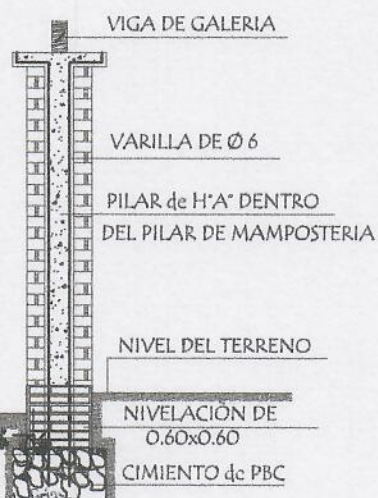 VIGA DE GALERIA
VARILLA DE Ø 6
PILAR de H°A° DENTRO
DEL PILAR DE MAMPOSTERIA
NIVEL DEL TERRENO
NIVELACIÓN DE
0.60x0.60
CIMIENTO de PBC